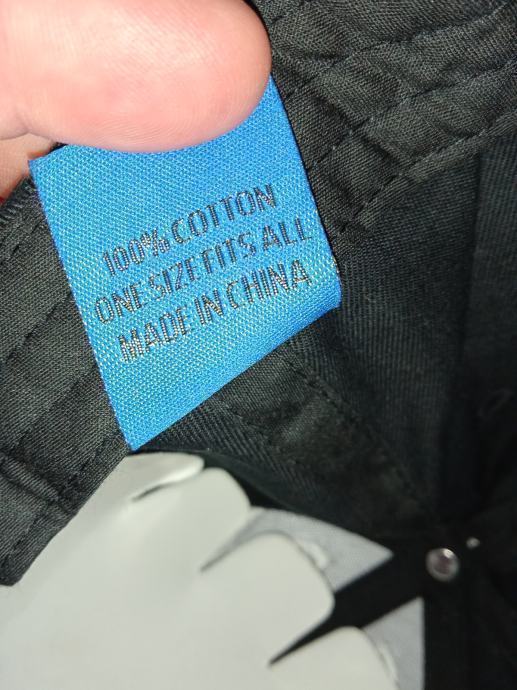 100% COTTON
ONE SIZE FITS ALL
MADE IN CHINA